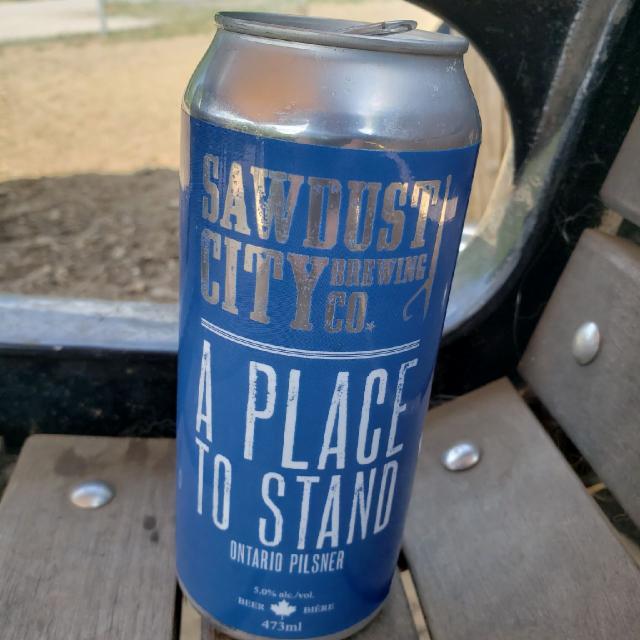 SAWDUST
CITY BREWING
CO.
A PLACE
TO STAND
ONTARIO PILSNER
5.0% alc/vol.
BEER BIÈRE
473ml